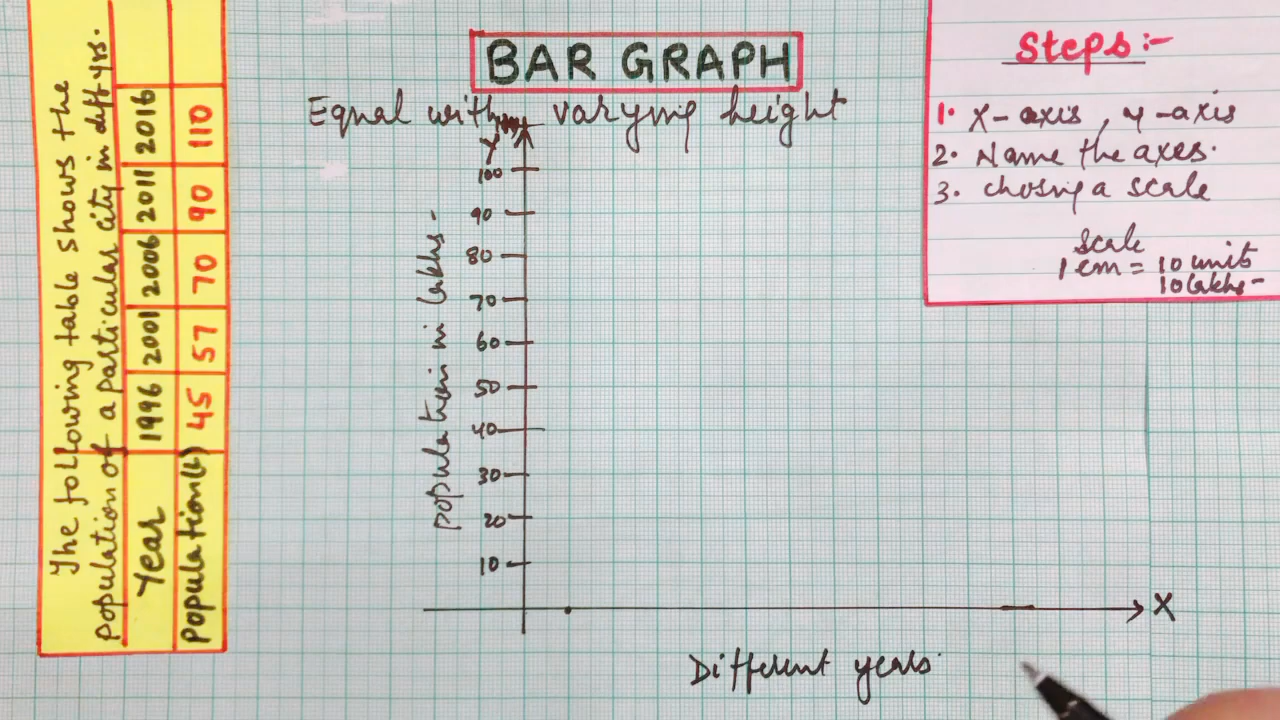 BAR GRAPH
Equal with varying height
The following table shows the
population of a particular city in diff yrs.
Year 1996 2001 2006 2011 2016
Population(L) 45 57 70 90 110
Steps:-
1. X-axis, y-axis
2. Name the axes.
3. Chosing a scale
Scale
1 cm = 10 units
10 lakhs-
Y
100
90
80
70
60
50
40
30
20
10
population in lakhs-
X
Different years